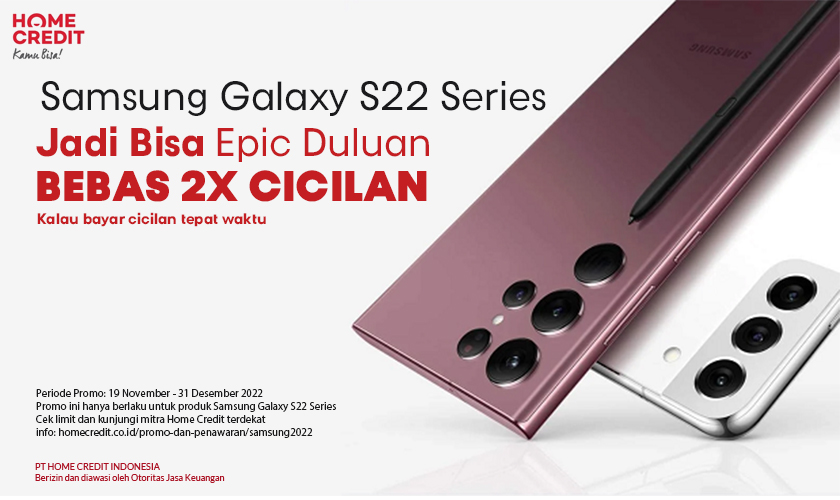 HOME
CREDIT
Kamu Bisa!
SAMSUNG
Samsung Galaxy S22 Series
Jadi Bisa Epic Duluan
BEBAS 2X CICILAN
Kalau bayar cicilan tepat waktu
Periode Promo: 19 November - 31 Desember 2022
Promo ini hanya berlaku untuk produk Samsung Galaxy S22 Series
Cek limit dan kunjungi mitra Home Credit terdekat
info: homecredit.co.id/promo-dan-penawaran/samsung2022
PT HOME CREDIT INDONESIA
Berizin dan diawasi oleh Otoritas Jasa Keuangan